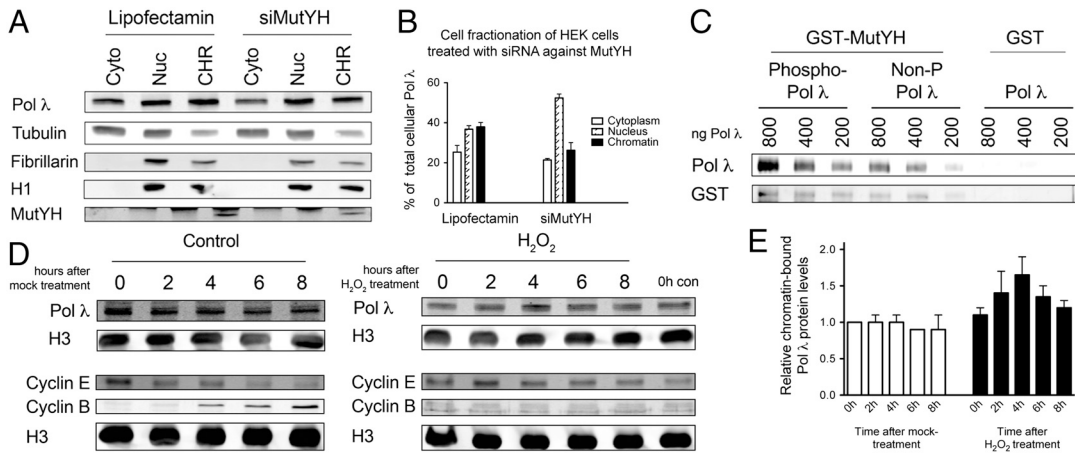 A
Lipofectamin
siMutYH
Cyto
Nuc
CHR
Cyto
Nuc
CHR
Pol λ
Tubulin
Fibrillarin
H1
MutYH
B
Cell fractionation of HEK cells
treated with siRNA against MutYH
% of total cellular Pol λ
60
40
20
0
Cytoplasm
Nucleus
Chromatin
Lipofectamin
siMutYH
C
GST-MutYH
GST
Phospho-
Pol λ
Non-P
Pol λ
Pol λ
ng Pol λ
800
400
200
800
400
200
800
400
200
Pol λ
GST
D
Control
hours after
mock treatment
0 2 4 6 8
Pol λ
H3
Cyclin E
Cyclin B
H3
H₂O₂
hours after
H₂O₂ treatment
0 2 4 6 8 0h con
Pol λ
H3
Cyclin E
Cyclin B
H3
E
Relative chromatin-bound
Pol λ protein levels
2.0
1.5
1.0
0.5
0.0
0h 2h 4h 6h 8h
0h 2h 4h 6h 8h
Time after mock-
treatment
Time after
H₂O₂ treatment